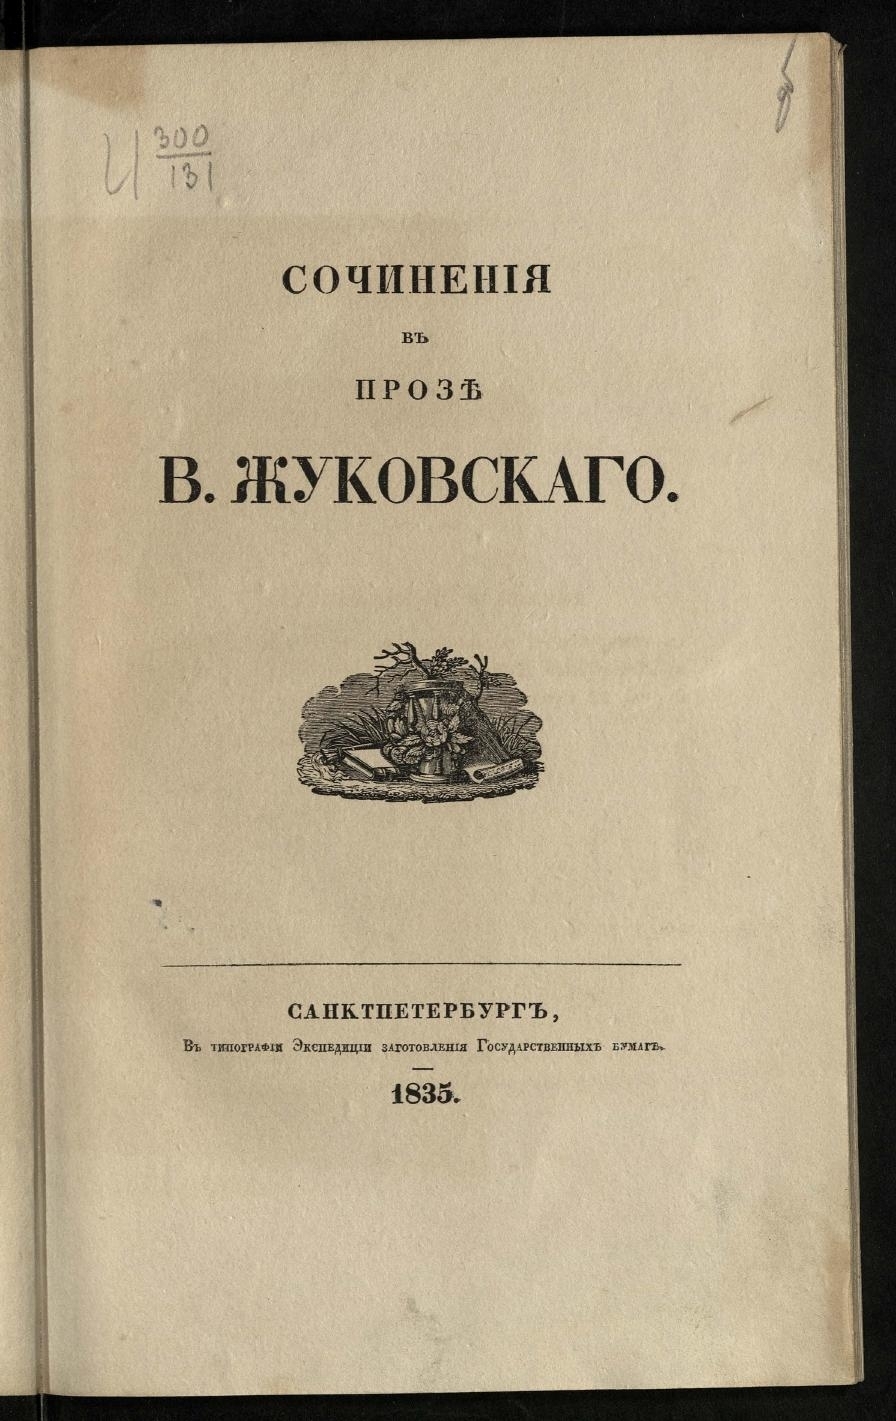 300
131
СОЧИНЕНІЯ
въ
ПРОЗѢ
В. ЖУКОВСКАГО.
САНКТПЕТЕРБУРГЪ,
Въ типографіи Экспедиціи заготовленія Государственныхъ бумагъ.
1835.